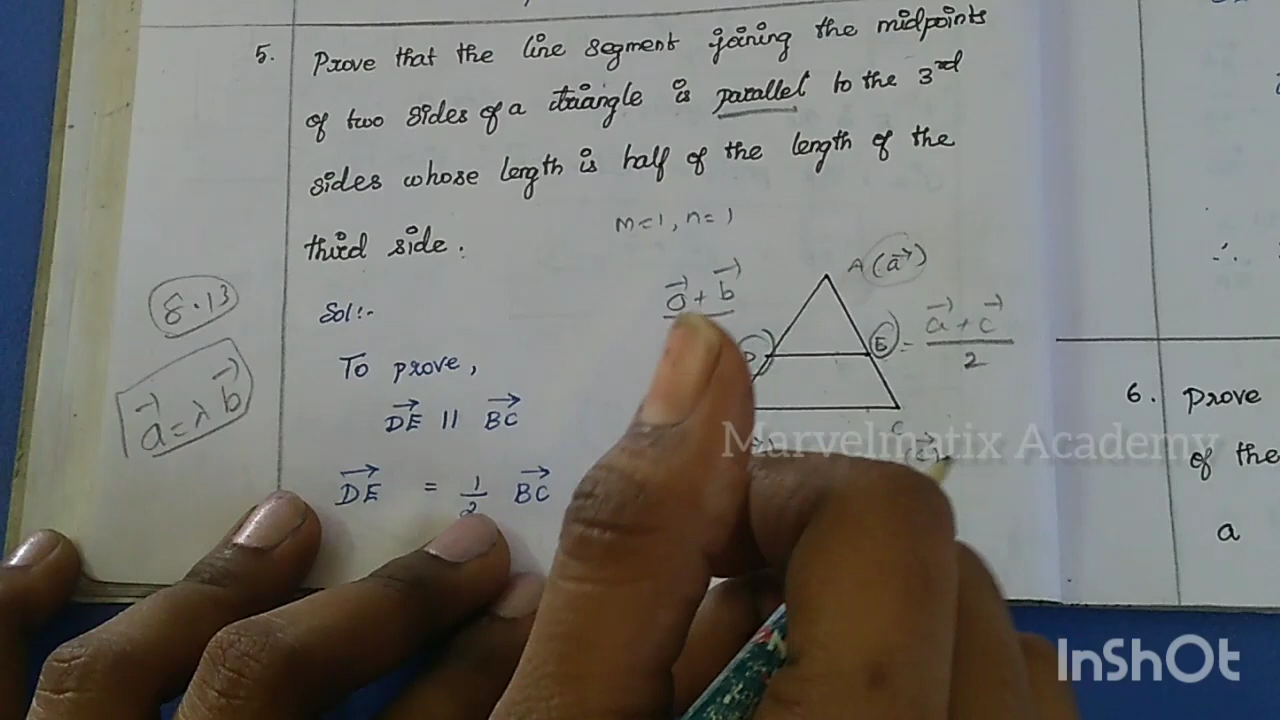 5. Prove that the line segment joining the midpoints
of two sides of a triangle is parallel to the 3rd
sides whose length is half of the length of the
third side.
m=1, n=1
8.13
a⃗ = λ b⃗
Sol:-
To prove,
DE⃗ || BC⃗
DE⃗ = 1/2 BC⃗
a⃗ + b⃗
A (a⃗)
E = (a⃗ + c⃗)/2
C
(c⃗)
Marvelmatix Academy
∴
6. Prove
of the
a
InShOt